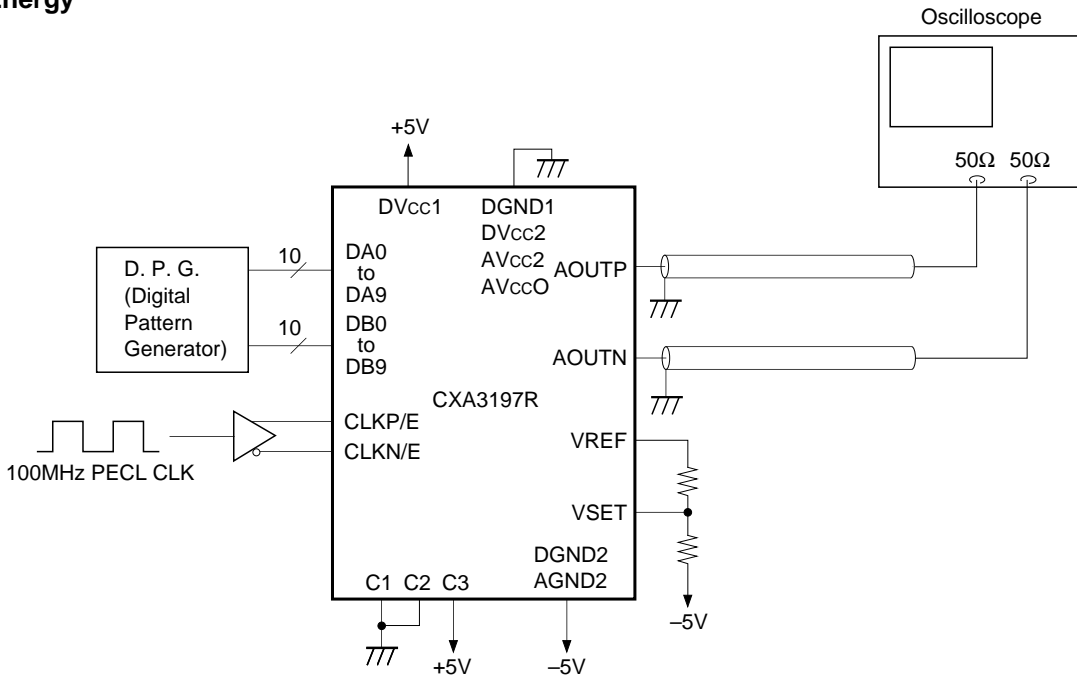 Oscilloscope
50Ω 50Ω
+5V
DVcc1
DGND1
DVcc2
AVcc2
AVccO
D. P. G.
(Digital
Pattern
Generator)
10
10
DA0
to
DA9
DB0
to
DB9
AOUTP
AOUTN
CXA3197R
CLKP/E
CLKN/E
100MHz PECL CLK
VREF
VSET
DGND2
AGND2
C1 C2 C3
+5V
–5V
–5V